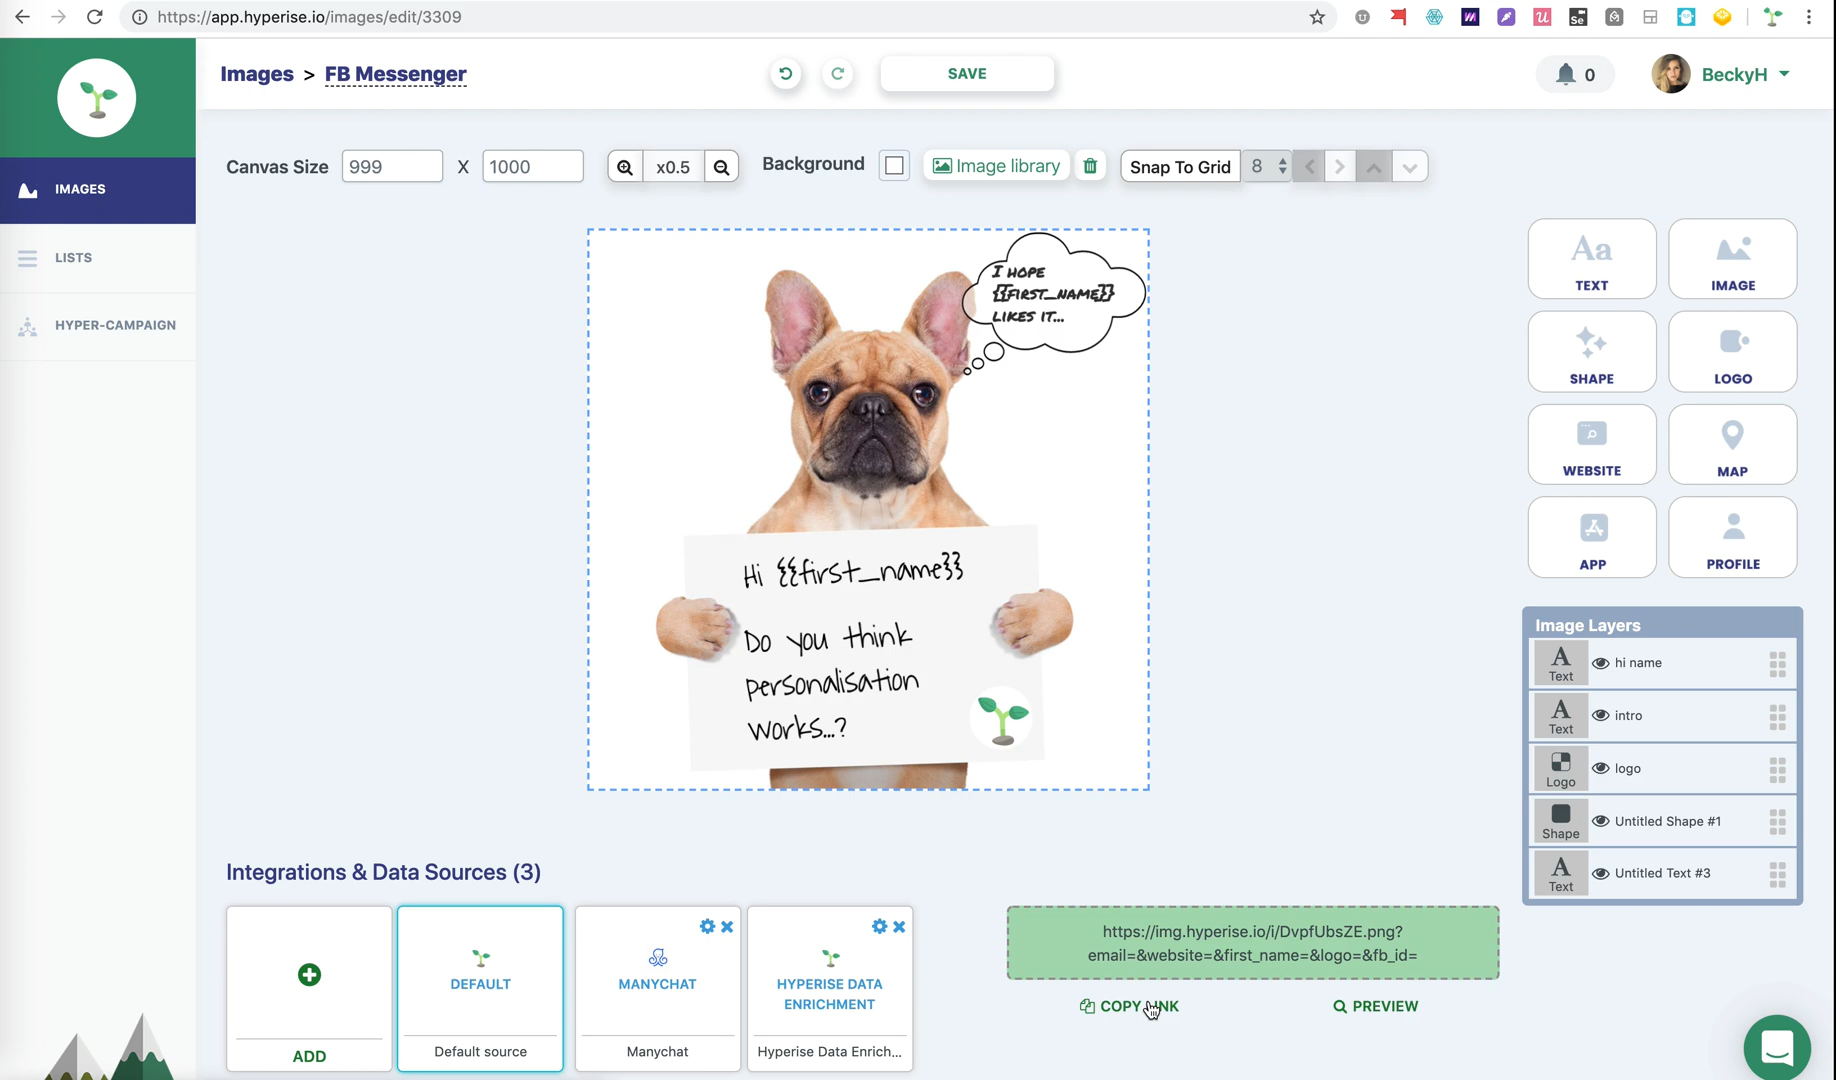 https://app.hyperise.io/images/edit/3309
Images > FB Messenger
SAVE
0
BeckyH
IMAGES
LISTS
HYPER-CAMPAIGN
Canvas Size 999 X 1000
x0.5
Background
Image library
Snap To Grid 8
I HOPE
{{FIRST_NAME}}
LIKES IT...
Hi {{first_name}}
Do you think
personalisation
works...?
TEXT
IMAGE
SHAPE
LOGO
WEBSITE
MAP
APP
PROFILE
Image Layers
Text hi name
Text intro
Logo logo
Shape Untitled Shape #1
Text Untitled Text #3
Integrations & Data Sources (3)
ADD
DEFAULT
Default source
MANYCHAT
Manychat
HYPERISE DATA
ENRICHMENT
Hyperise Data Enrich...
https://img.hyperise.io/i/DvpfUbsZE.png?
email=&website=&first_name=&logo=&fb_id=
COPY
PREVIEW